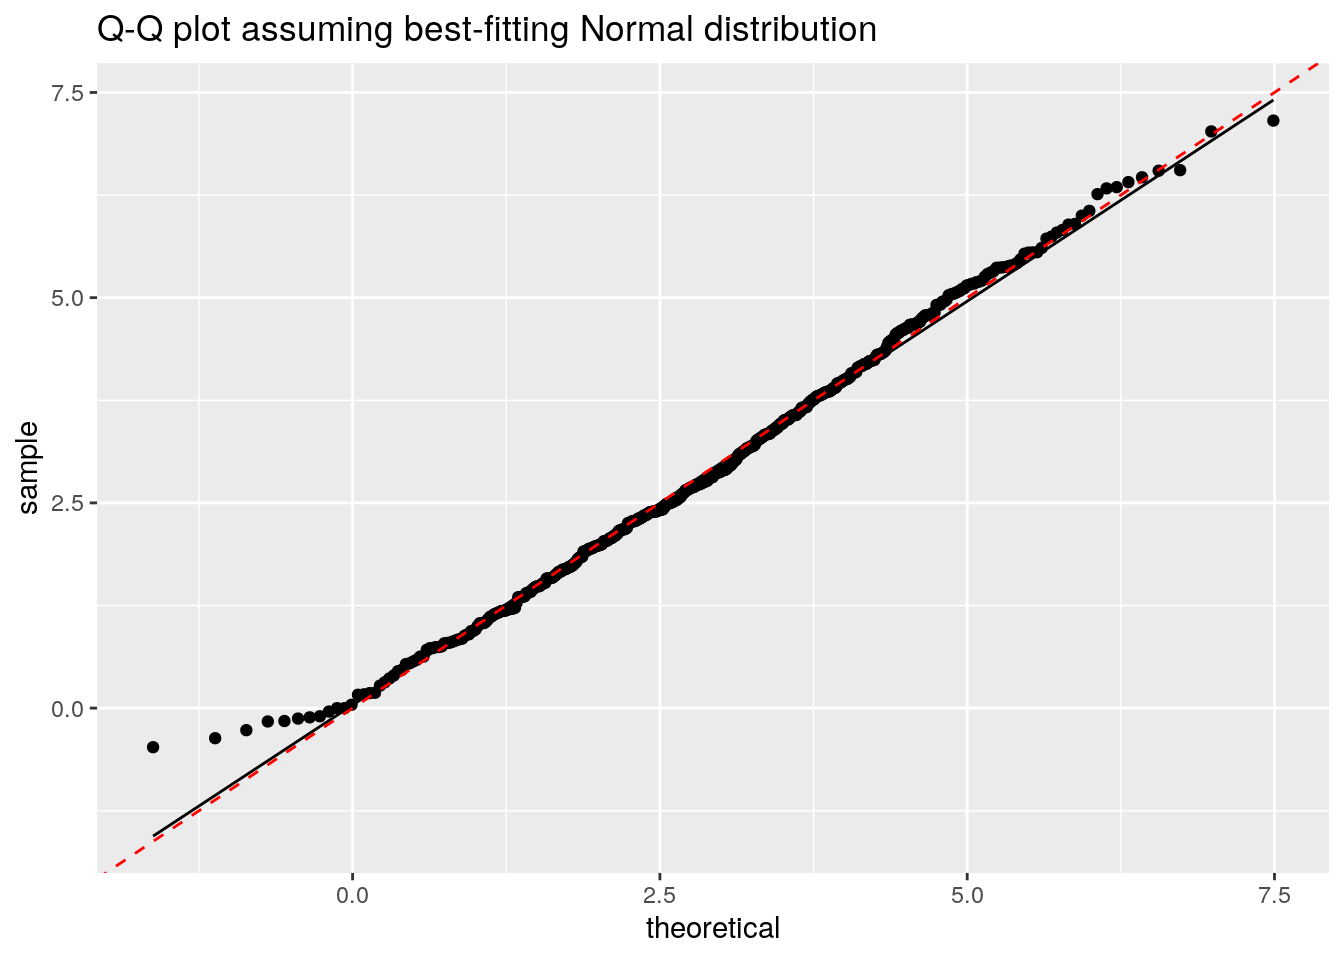 Q-Q plot assuming best-fitting Normal distribution
7.5
5.0
2.5
0.0
sample
0.0 2.5 5.0 7.5
theoretical